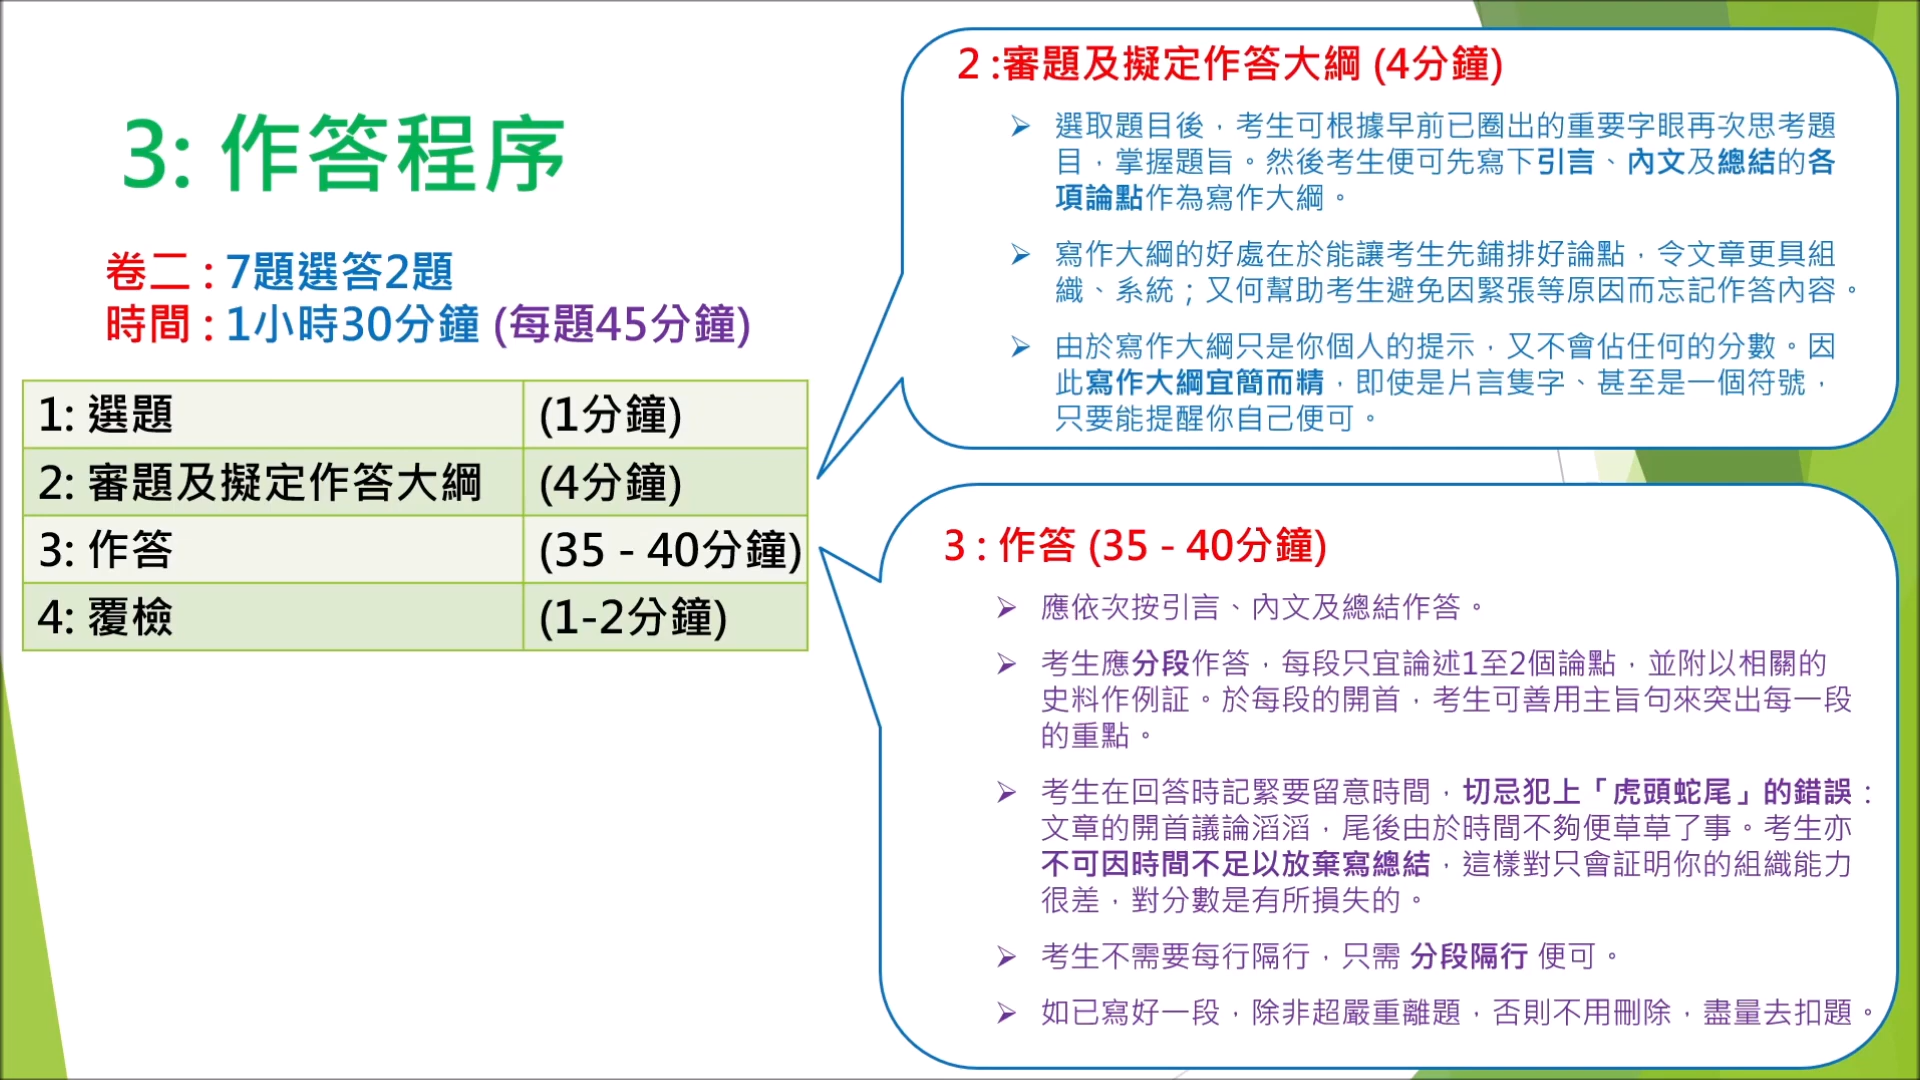 3: 作答程序
卷二 : 7題選答2題
時間 : 1小時30分鐘 (每題45分鐘)
1: 選題 (1分鐘)
2: 審題及擬定作答大綱 (4分鐘)
3: 作答 (35 - 40分鐘)
4: 覆檢 (1-2分鐘)
2 :審題及擬定作答大綱 (4分鐘)
選取題目後，考生可根據早前已圈出的重要字眼再次思考題
目，掌握題旨。然後考生便可先寫下引言、內文及總結的各
項論點作為寫作大綱。
寫作大綱的好處在於能讓考生先鋪排好論點，令文章更具組
織、系統；又何幫助考生避免因緊張等原因而忘記作答內容。
由於寫作大綱只是你個人的提示，又不會佔任何的分數。因
此寫作大綱宜簡而精，即使是片言隻字、甚至是一個符號，
只要能提醒你自己便可。
3 : 作答 (35 - 40分鐘)
應依次按引言、內文及總結作答。
考生應分段作答，每段只宜論述1至2個論點，並附以相關的
史料作例証。於每段的開首，考生可善用主旨句來突出每一段
的重點。
考生在回答時記緊要留意時間，切忌犯上「虎頭蛇尾」的錯誤：
文章的開首議論滔滔，尾後由於時間不夠便草草了事。考生亦
不可因時間不足以放棄寫總結，這樣對只會証明你的組織能力
很差，對分數是有所損失的。
考生不需要每行隔行，只需 分段隔行 便可。
如已寫好一段，除非超嚴重離題，否則不用刪除，盡量去扣題。